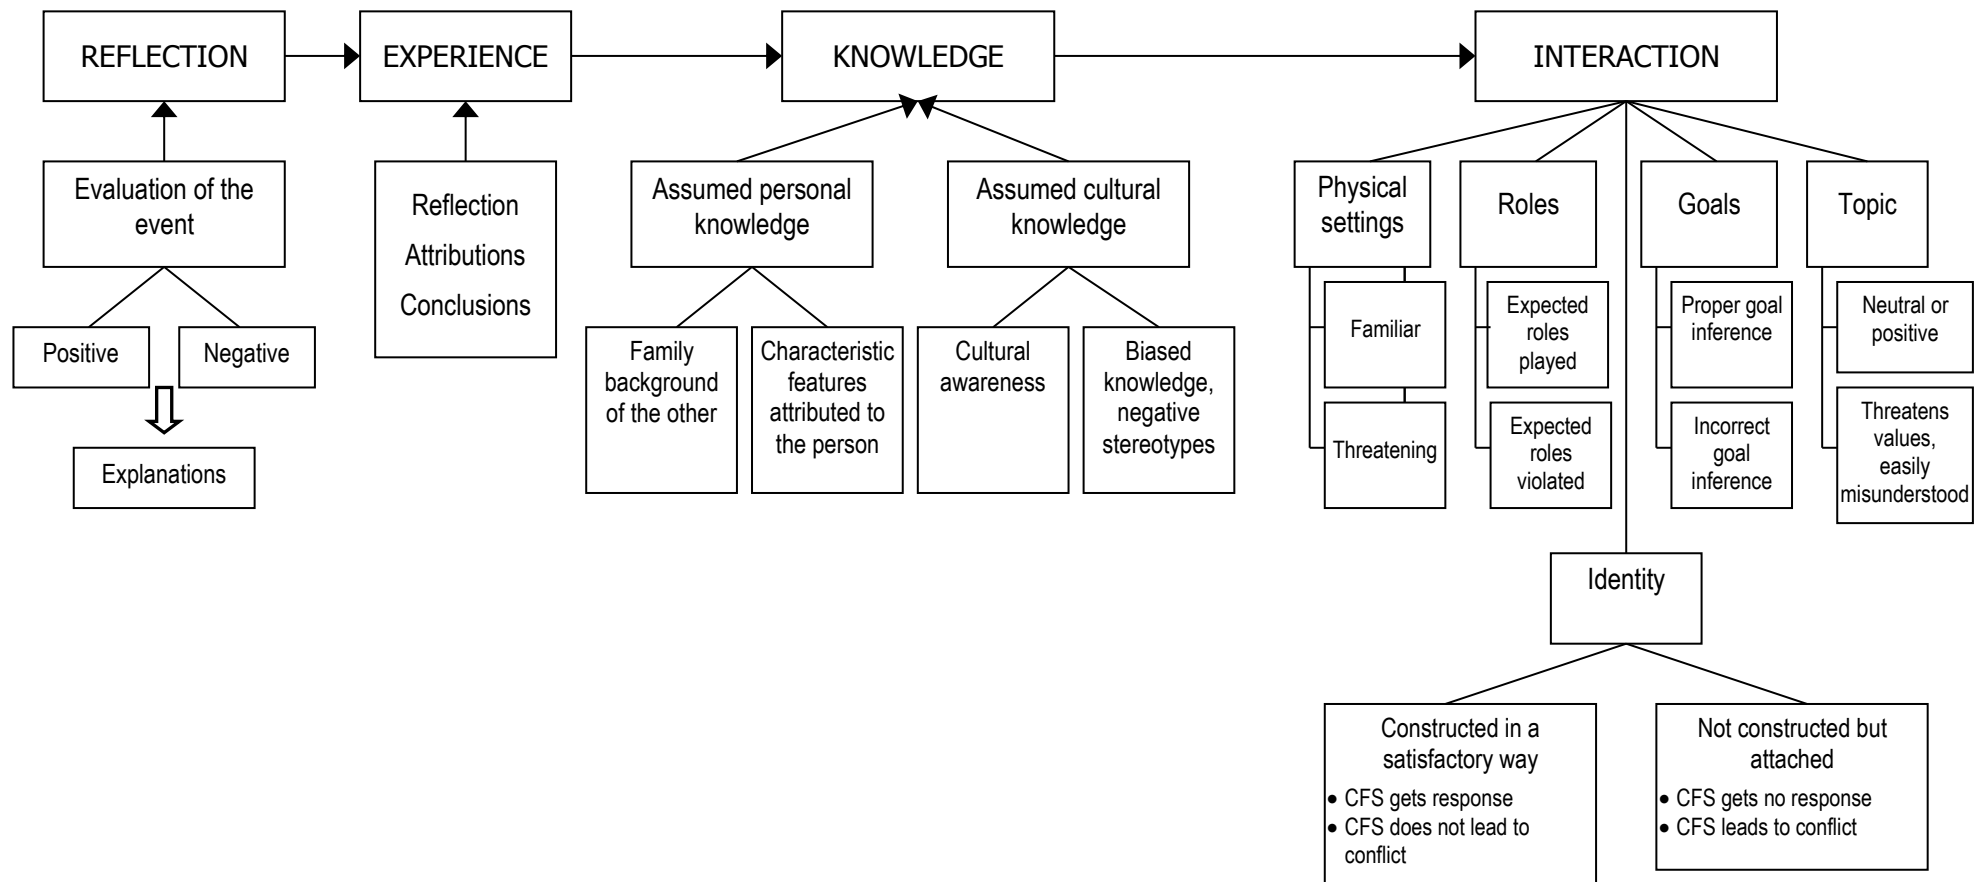 REFLECTION
EXPERIENCE
KNOWLEDGE
INTERACTION
Evaluation of the
event
Positive
Negative
Explanations
Reflection
Attributions
Conclusions
Assumed personal
knowledge
Assumed cultural
knowledge
Family
background
of the other
Characteristic
features
attributed to
the person
Cultural
awareness
Biased
knowledge,
negative
stereotypes
Physical
settings
Roles
Goals
Topic
Familiar
Threatening
Expected
roles
played
Expected
roles
violated
Proper goal
inference
Incorrect
goal
inference
Neutral or
positive
Threatens
values,
easily
misunderstood
Identity
Constructed in a
satisfactory way
• CFS gets response
• CFS does not lead to
conflict
Not constructed but
attached
• CFS gets no response
• CFS leads to conflict